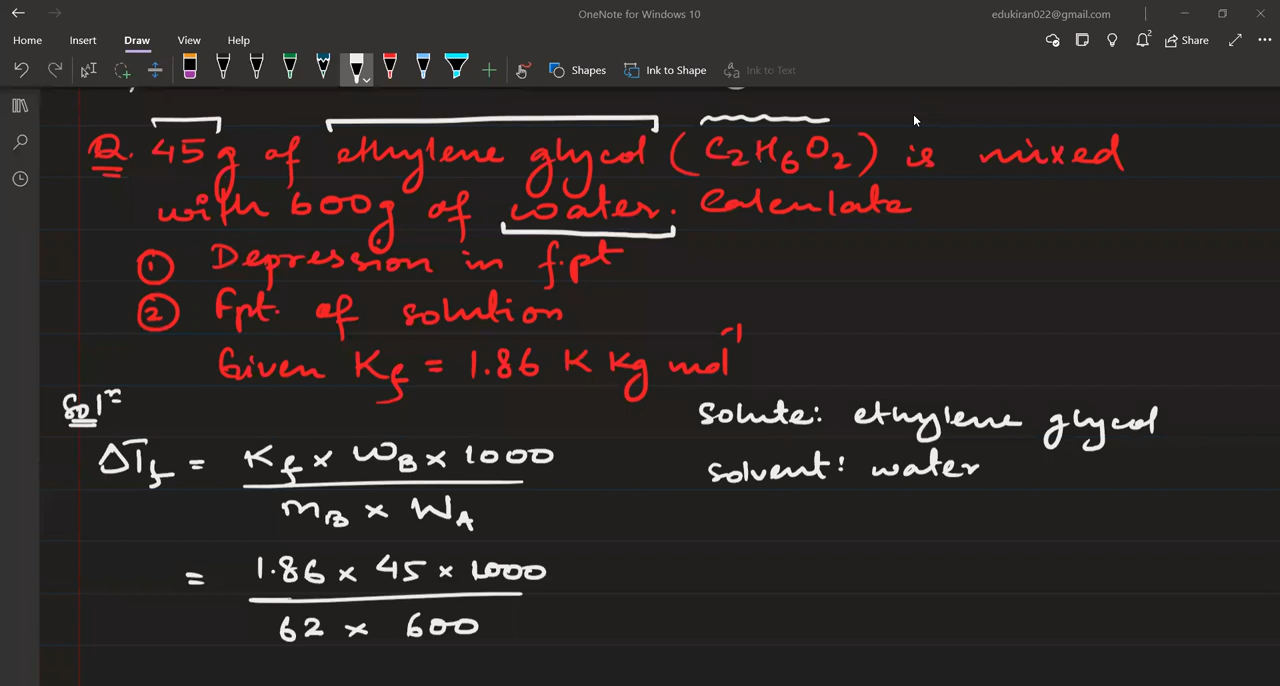 OneNote for Windows 10
edukiran022@gmail.com
Home Insert Draw View Help
Share
Shapes Ink to Shape Ink to Text
Q. 45g of ethylene glycol (C2H6O2) is mixed
with 600g of water. Calculate
① Depression in f.pt
② Fpt. of solution
Given Kf = 1.86 K Kg mol⁻¹
Solⁿ
Solute: ethylene glycol
Solvent: water
ΔTf = Kf × WB × 1000
mB × WA
= 1.86 × 45 × 1000
62 × 600